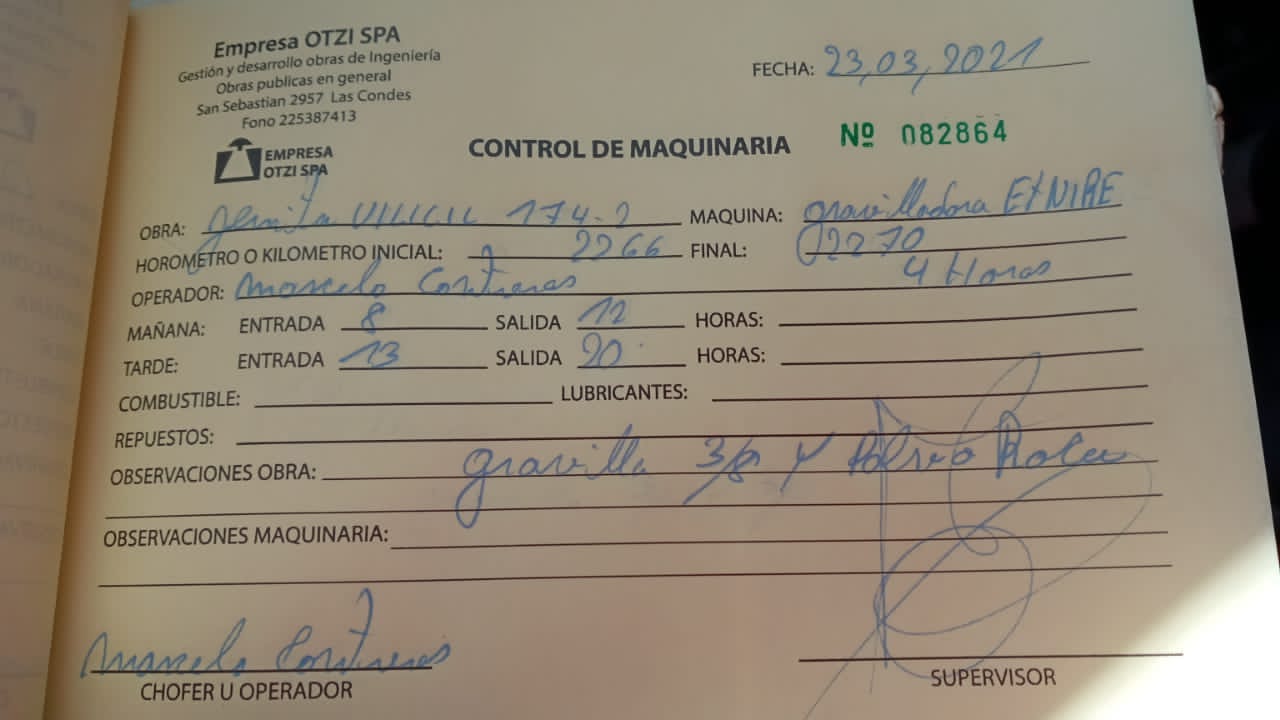 Empresa OTZI SPA
Gestión y desarrollo obras de Ingeniería
Obras publicas en general
San Sebastian 2957 Las Condes
Fono 225387413
FECHA: 23,03,2021
EMPRESA
OTZI SPA
CONTROL DE MAQUINARIA
Nº 082864
OBRA: 174-2 MAQUINA: gravilladora
HOROMETRO O KILOMETRO INICIAL: 2266 FINAL: 2270
4 Horas
OPERADOR: Marcelo Contreras
MAÑANA: ENTRADA 8 SALIDA 12 HORAS:
TARDE: ENTRADA 13 SALIDA 20 HORAS:
COMBUSTIBLE: LUBRICANTES:
REPUESTOS:
OBSERVACIONES OBRA: gravilla 3/8 y Polvo Roca
OBSERVACIONES MAQUINARIA:
Marcelo Contreras
CHOFER U OPERADOR
SUPERVISOR